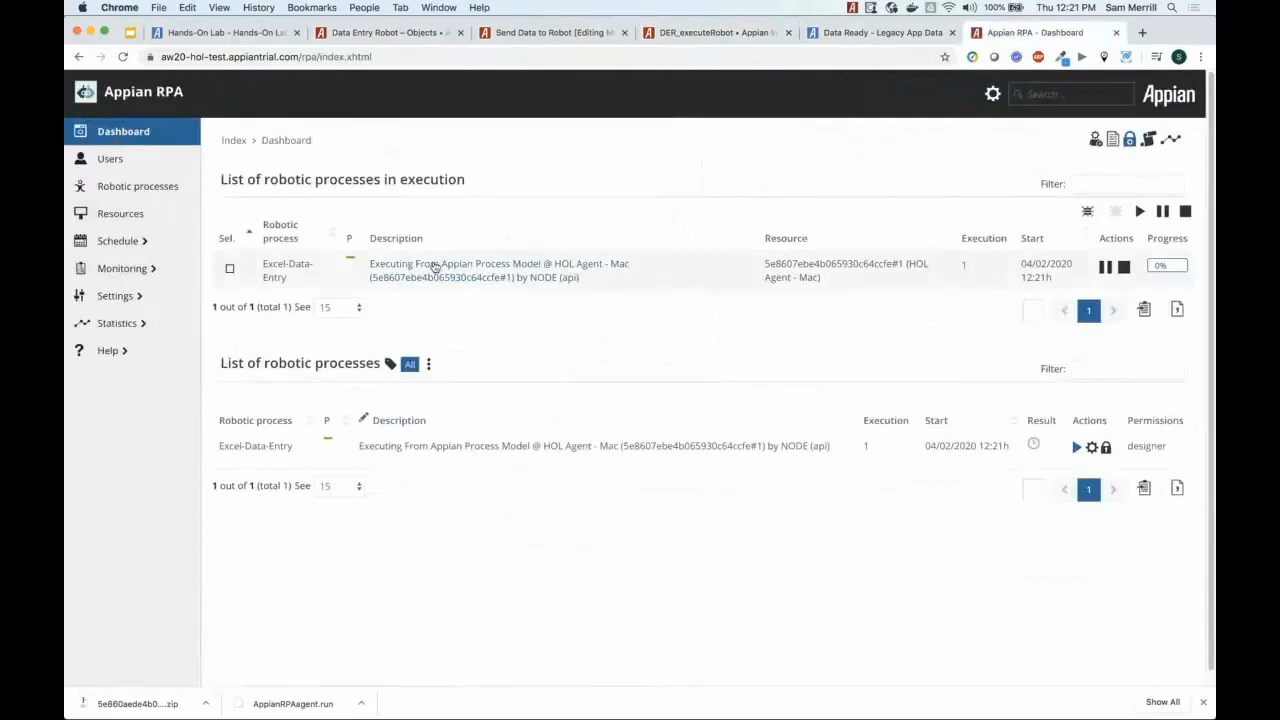 Chrome File Edit View History Bookmarks People Tab Window Help 100% Thu 12:21 PM Sam Merrill
Hands-On Lab - Hands-On La Data Entry Robot – Objects • A Send Data to Robot [Editing M DER_executeRobot • Appian In Data Ready - Legacy App Data Appian RPA - Dashboard
aw20-hol-test.appiantrial.com/rpa/index.xhtml S
Appian RPA Search... Appian
Dashboard
Users
Robotic processes
Resources
Schedule
Monitoring
Settings
Statistics
Help
Index > Dashboard
List of robotic processes in execution
Filter:
Sel. Robotic process P Description Resource Execution Start Actions Progress
Excel-Data-Entry Executing From Appian Process Model @ HOL Agent - Mac 5e8607ebe4b065930c64ccfe#1 (HOL 1 04/02/2020 0%
(5e8607ebe4b065930c64ccfe#1) by NODE (api) Agent - Mac) 12:21h
1 out of 1 (total 1) See 15 1
List of robotic processes All
Filter:
Robotic process P Description Execution Start Result Actions Permissions
Excel-Data-Entry Executing From Appian Process Model @ HOL Agent - Mac (5e8607ebe4b065930c64ccfe#1) by NODE (api) 1 04/02/2020 12:21h designer
1 out of 1 (total 1) See 15 1
5e860aede4b0....zip AppianRPAagent.run Show All